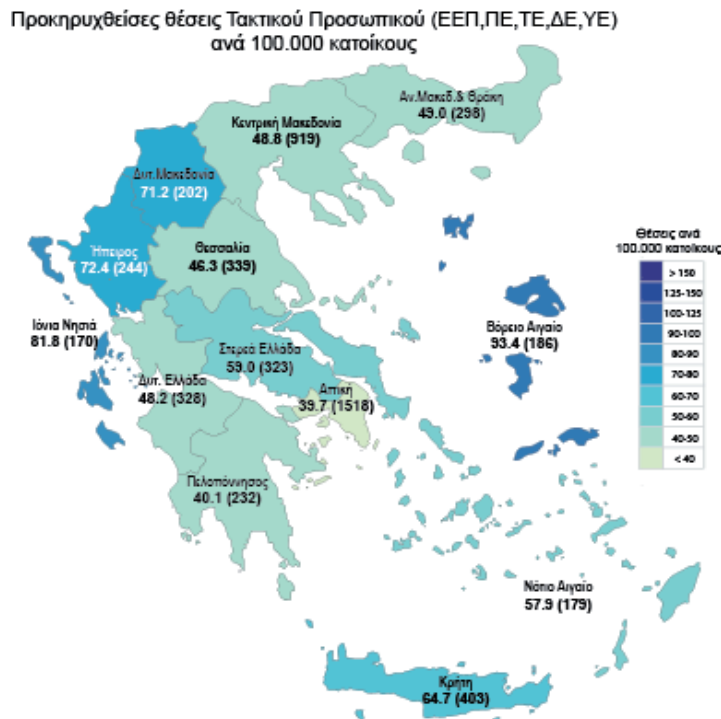 Προκηρυχθείσες θέσεις Τακτικού Προσωπικού (ΕΕΠ,ΠΕ,ΤΕ,ΔΕ,ΥΕ)
ανά 100.000 κατοίκους
Αν.Μακεδ.& Θράκη
49.0 (298)
Κεντρική Μακεδονία
48.8 (919)
Δυτ.Μακεδονία
71.2 (202)
Ήπειρος
72.4 (244)
Θεσσαλία
46.3 (339)
Ιόνια Νησιά
81.8 (170)
Στερεά Ελλάδα
59.0 (323)
Βόρειο Αιγαίο
93.4 (186)
Δυτ. Ελλάδα
48.2 (328)
Αττική
39.7 (1518)
Πελοπόννησος
40.1 (232)
Νότιο Αιγαίο
57.9 (179)
Κρήτη
64.7 (403)
Θέσεις ανά
100.000 κατοίκους
> 150
125-150
100-125
90-100
80-90
70-80
60-70
50-60
40-50
< 40